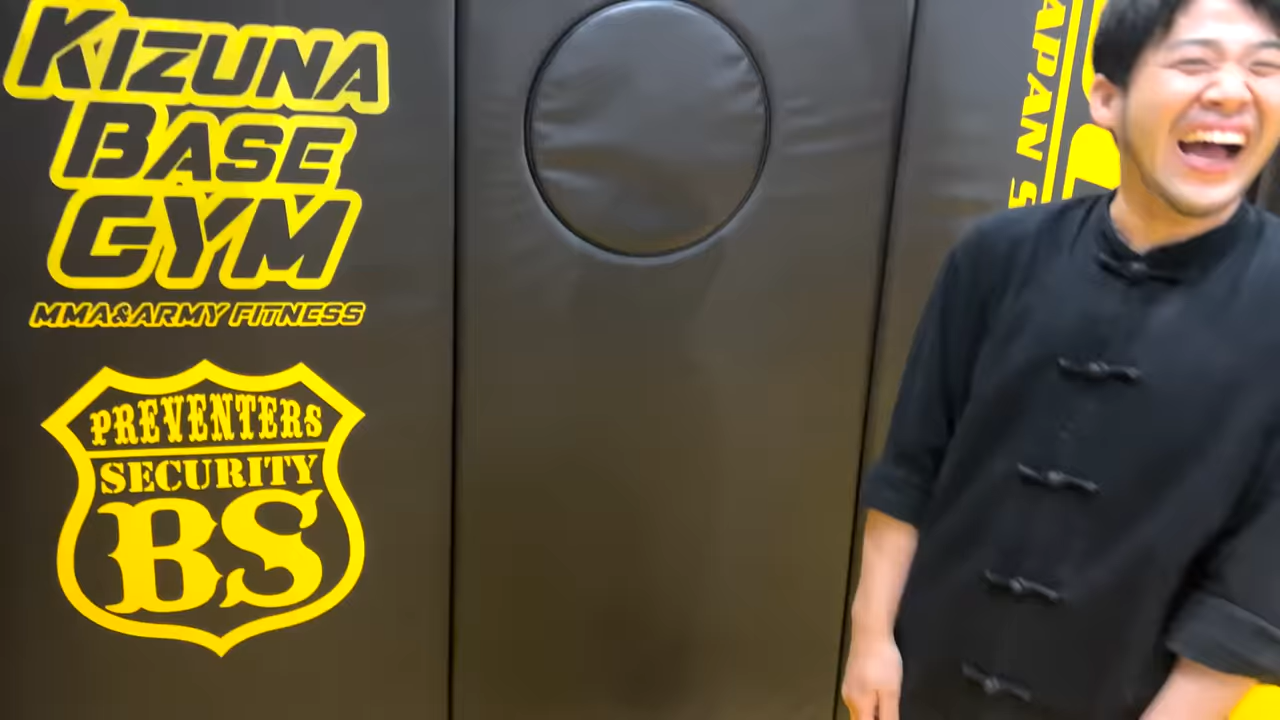 KIZUNA
BASE
GYM
MMA&ARMY FITNESS
PREVENTERS
SECURITY
BS